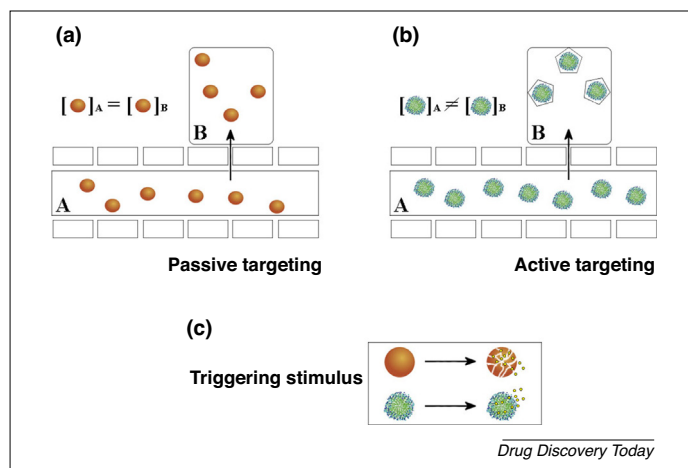 (a)
[ ]A = [ ]B
B
A
Passive targeting
(b)
[ ]A ≠ [ ]B
B
A
Active targeting
(c)
Triggering stimulus
Drug Discovery Today